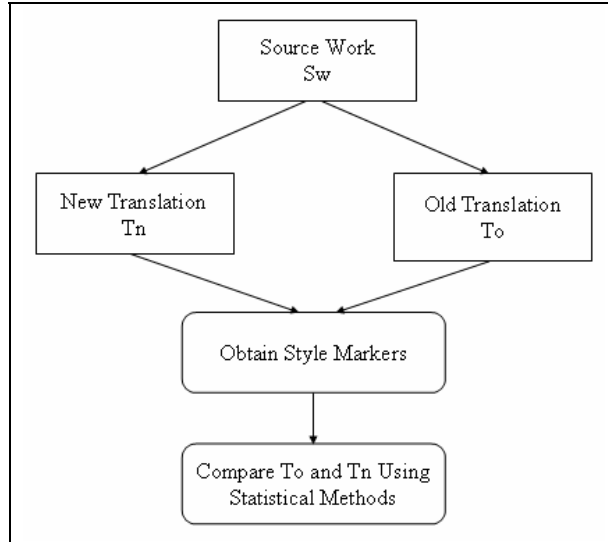 Source Work
Sw
New Translation
Tn
Old Translation
To
Obtain Style Markers
Compare To and Tn Using
Statistical Methods